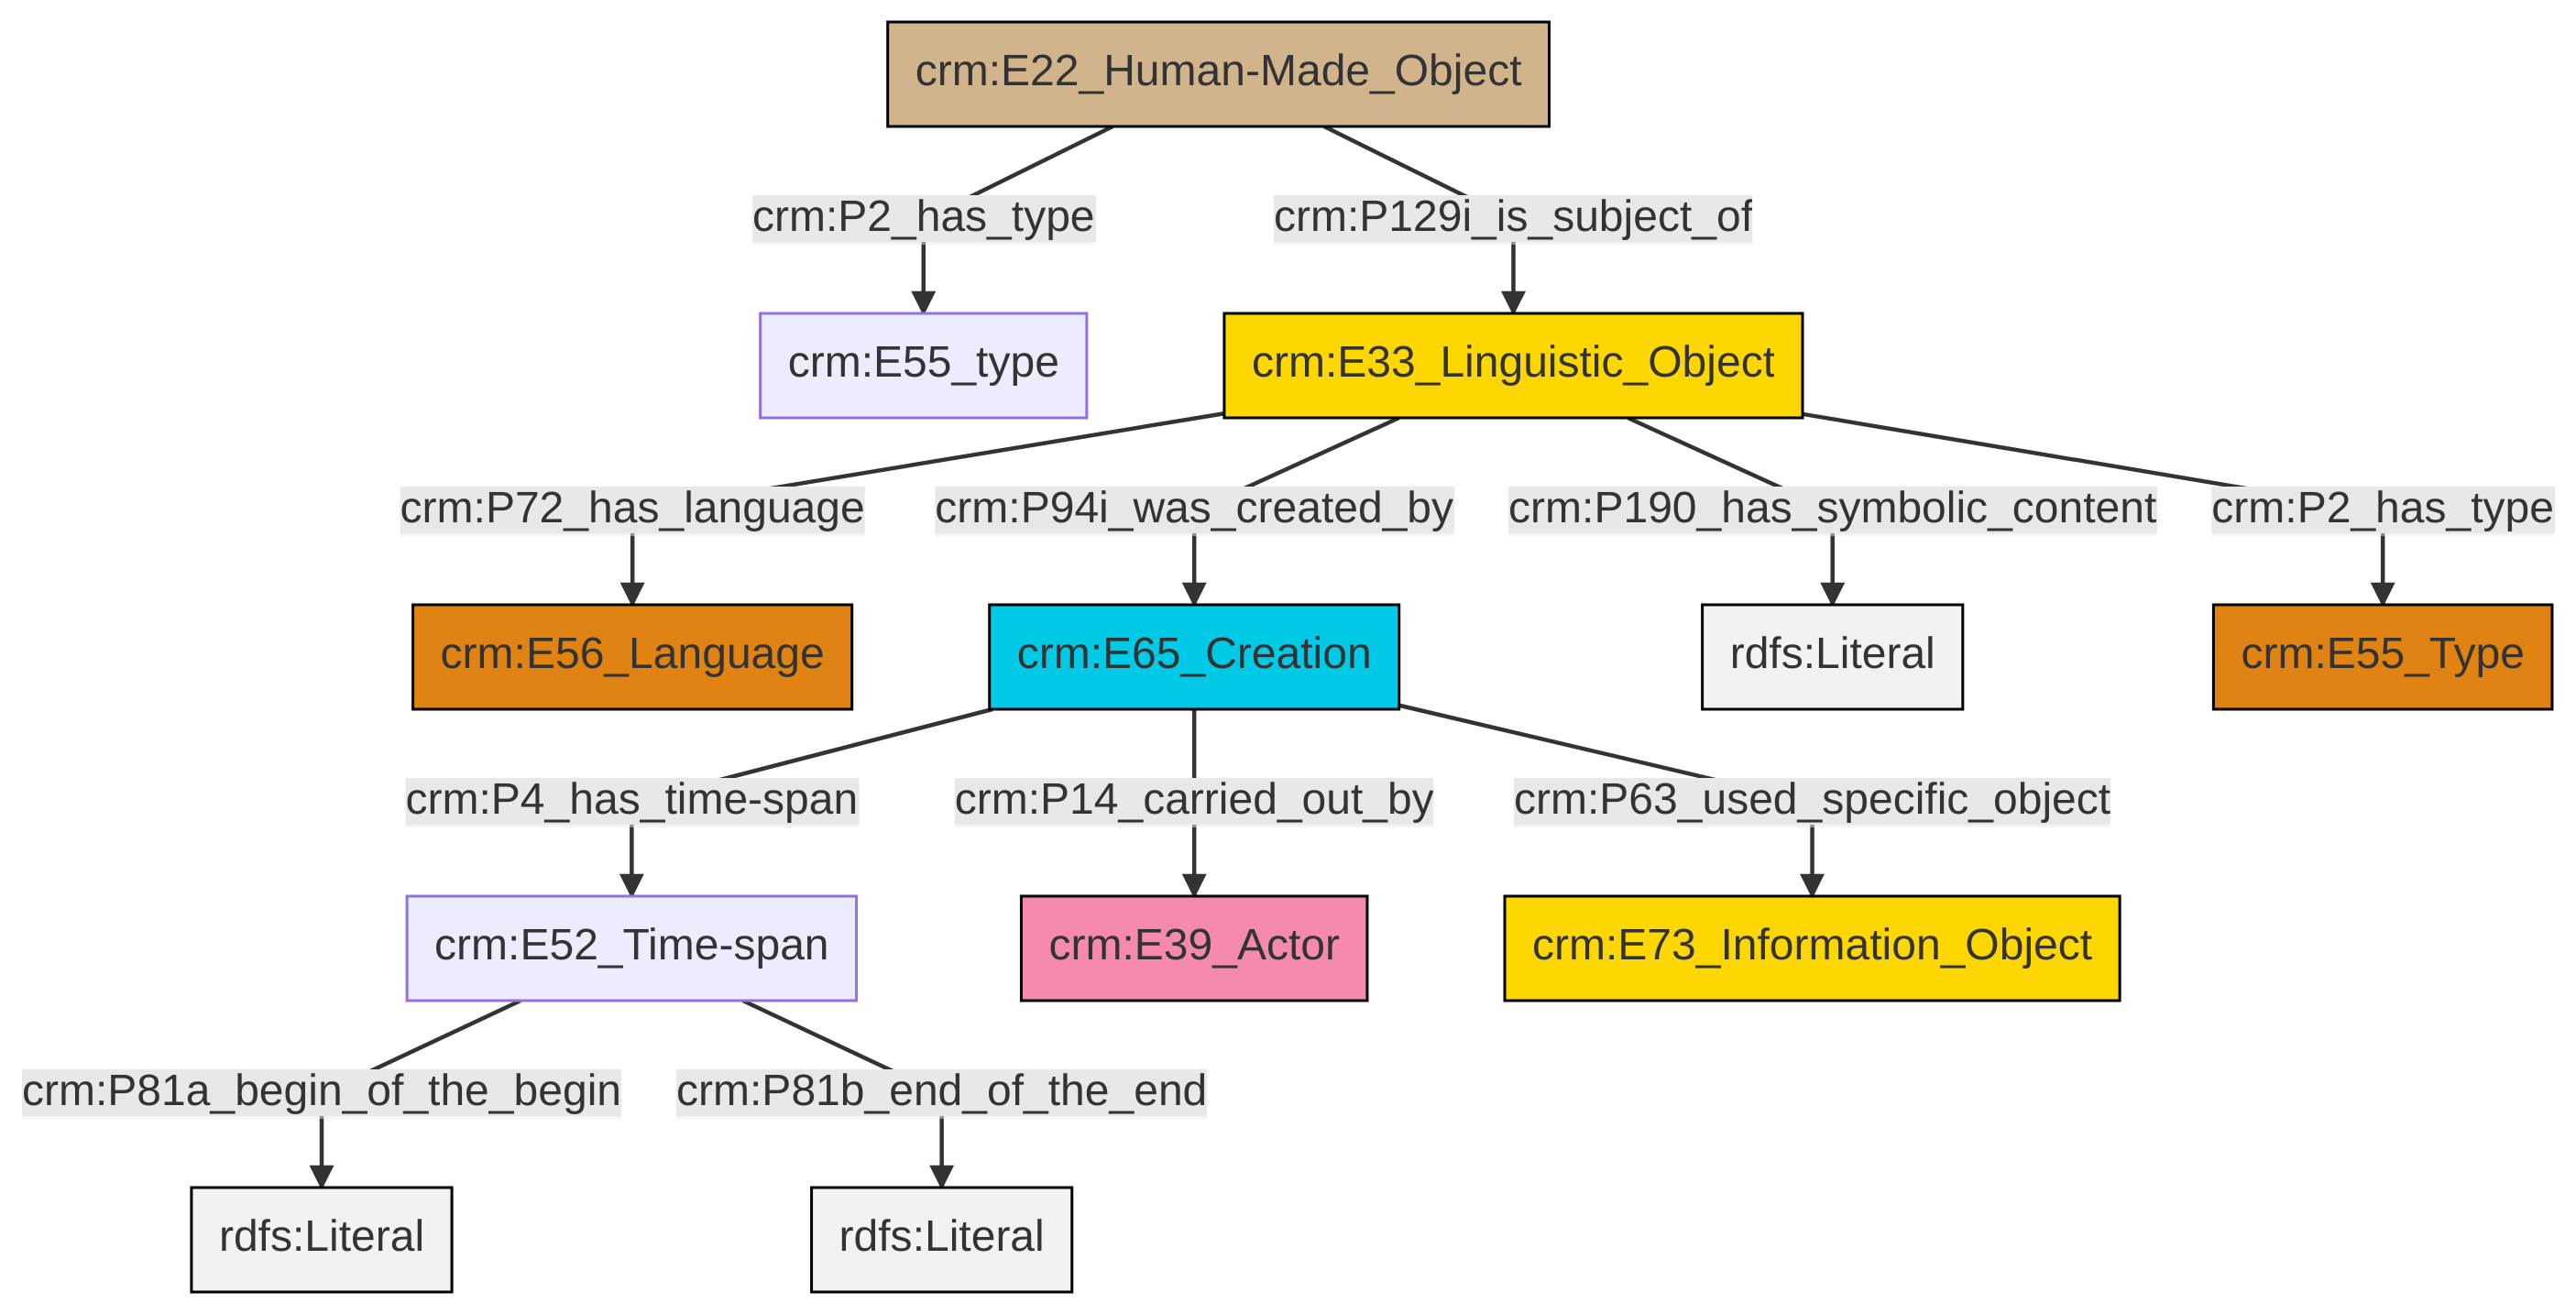 crm:E22_Human-Made_Object
crm:P2_has_type
crm:P129i_is_subject_of
crm:E55_type
crm:E33_Linguistic_Object
crm:P72_has_language
crm:P94i_was_created_by
crm:P190_has_symbolic_content
crm:P2_has_type
crm:E56_Language
crm:E65_Creation
rdfs:Literal
crm:E55_Type
crm:P4_has_time-span
crm:P14_carried_out_by
crm:P63_used_specific_object
crm:E52_Time-span
crm:E39_Actor
crm:E73_Information_Object
crm:P81a_begin_of_the_begin
crm:P81b_end_of_the_end
rdfs:Literal
rdfs:Literal